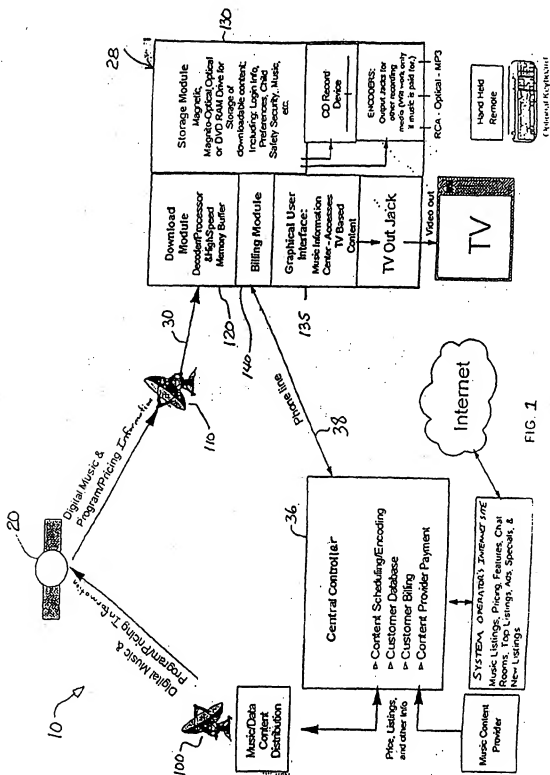 10
20
Digital Music &
Program/Pricing Information
Digital Music &
Program/Pricing Information
100
110
30
Music/Data
Content
Distribution
Price, Listings,
and other Info
Music Content
Provider
36
Central Controller
▻ Content Scheduling/Encoding
▻ Customer Database
▻ Customer Billing
▻ Content Provider Payment
SYSTEM OPERATOR'S INTERNET SITE
Music Listings, Pricing, Features, Chat
Rooms, Top Listings, Ads, Specials, &
New Listings
Internet
Phone line
38
28
120
140
135
130
Download
Module
Decoder/Processor
& HighSpeed
Memory Buffer
Billing Module
Graphical User
Interface:
Music Information
Center - Accesses
TV Based
Content
TV Out Jack
Video out
TV
Storage Module
Magnetic,
Magnito-Optical, Optical
or DVD RAM Drive for
Storage of
downloadable content:
Including: Login Info,
Preferences, Child
Safety Security, Music,
etc.
CD Record
Device
ENCODERS:
Output Jacks for
other recording
media (Will work only
if music is paid for.)
RCA - Optical - MP3
Hand Held
Remote
Optional Keyboard
FIG. 1